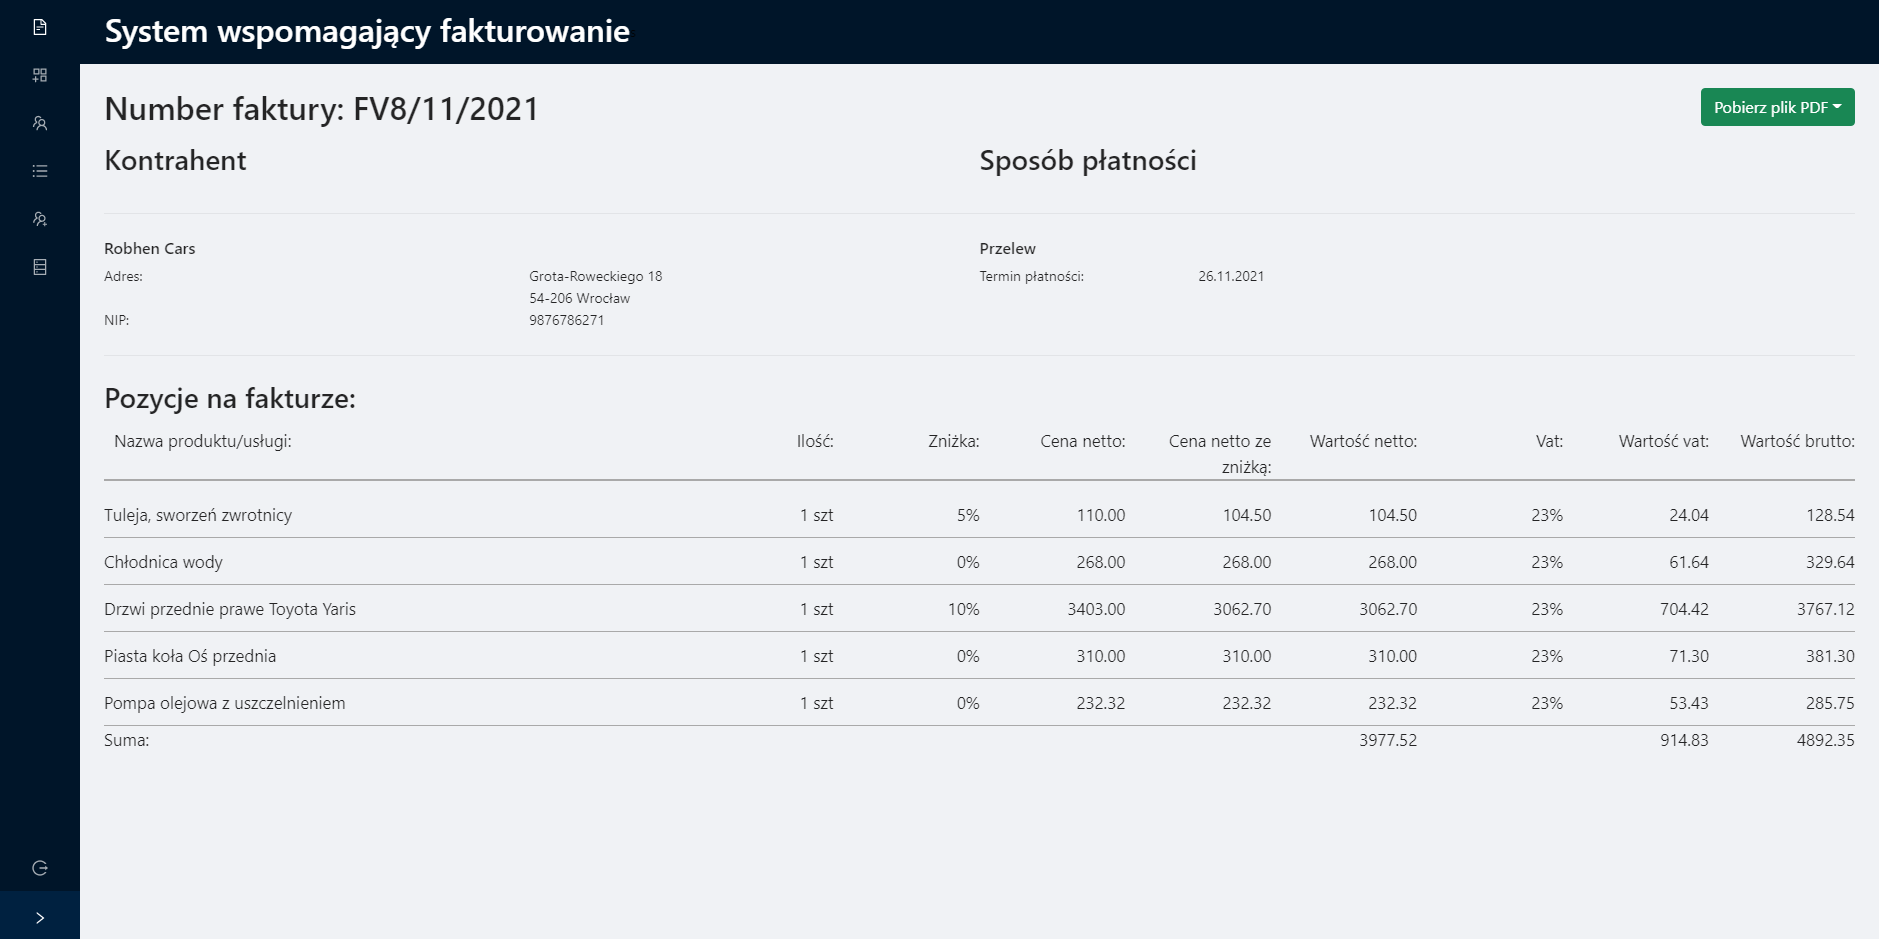 System wspomagający fakturowanie
Number faktury: FV8/11/2021
Pobierz plik PDF
Kontrahent
Sposób płatności
Robhen Cars
Przelew
Adres: Grota-Roweckiego 18
Termin płatności: 26.11.2021
54-206 Wrocław
NIP: 9876786271
Pozycje na fakturze:
Nazwa produktu/usługi: Ilość: Zniżka: Cena netto: Cena netto ze zniżką: Wartość netto: Vat: Wartość vat: Wartość brutto:
Tuleja, sworzeń zwrotnicy 1 szt 5% 110.00 104.50 104.50 23% 24.04 128.54
Chłodnica wody 1 szt 0% 268.00 268.00 268.00 23% 61.64 329.64
Drzwi przednie prawe Toyota Yaris 1 szt 10% 3403.00 3062.70 3062.70 23% 704.42 3767.12
Piasta koła Oś przednia 1 szt 0% 310.00 310.00 310.00 23% 71.30 381.30
Pompa olejowa z uszczelnieniem 1 szt 0% 232.32 232.32 232.32 23% 53.43 285.75
Suma: 3977.52 914.83 4892.35